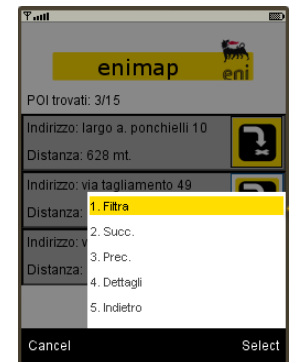 enimap
eni
POI trovati: 3/15
Indirizzo: largo a. ponchielli 10
Distanza: 628 mt.
Indirizzo: via tagliamento 49
Distanza:
Indirizzo: v
Distanza:
1. Filtra
2. Succ.
3. Prec.
4. Dettagli
5. Indietro
Cancel
Select